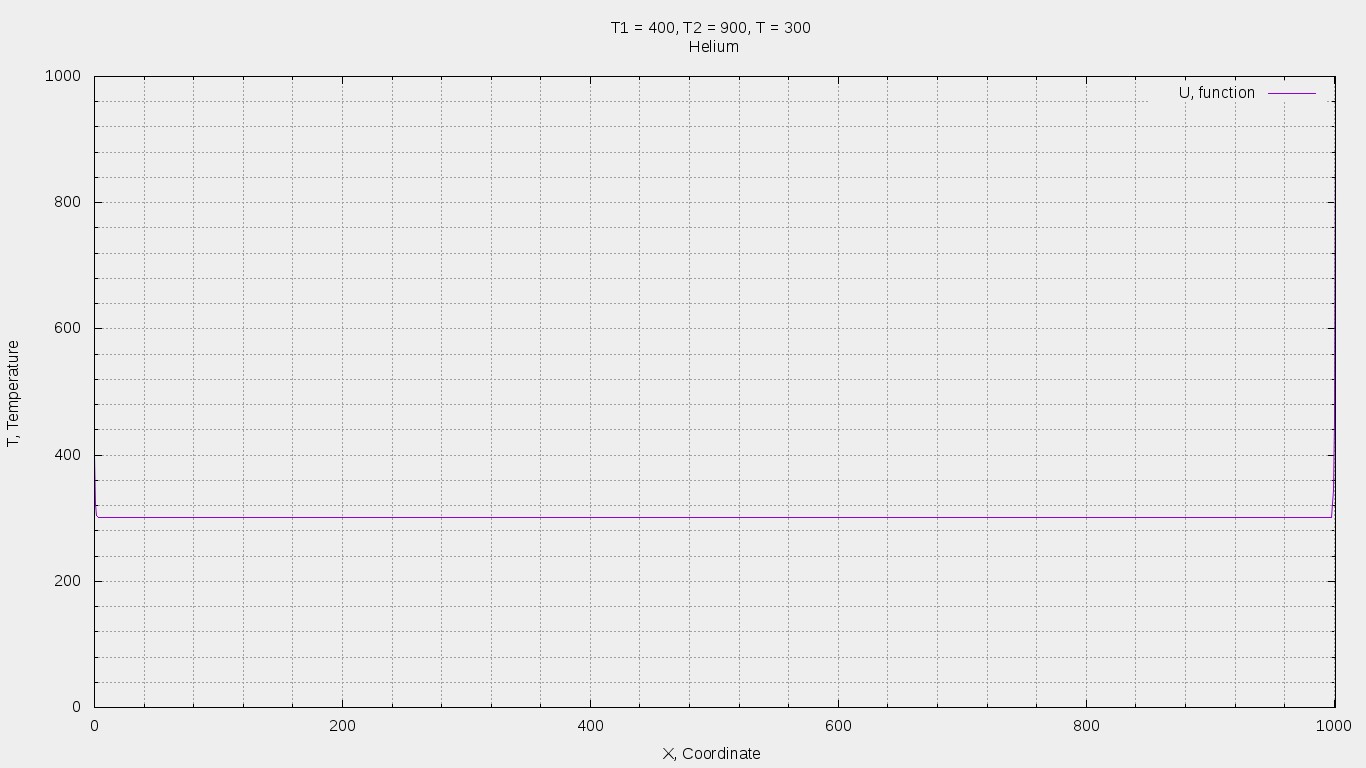 T1 = 400, T2 = 900, T = 300
Helium
U, function
T, Temperature
1000
800
600
400
200
0
0 200 400 600 800 1000
X, Coordinate